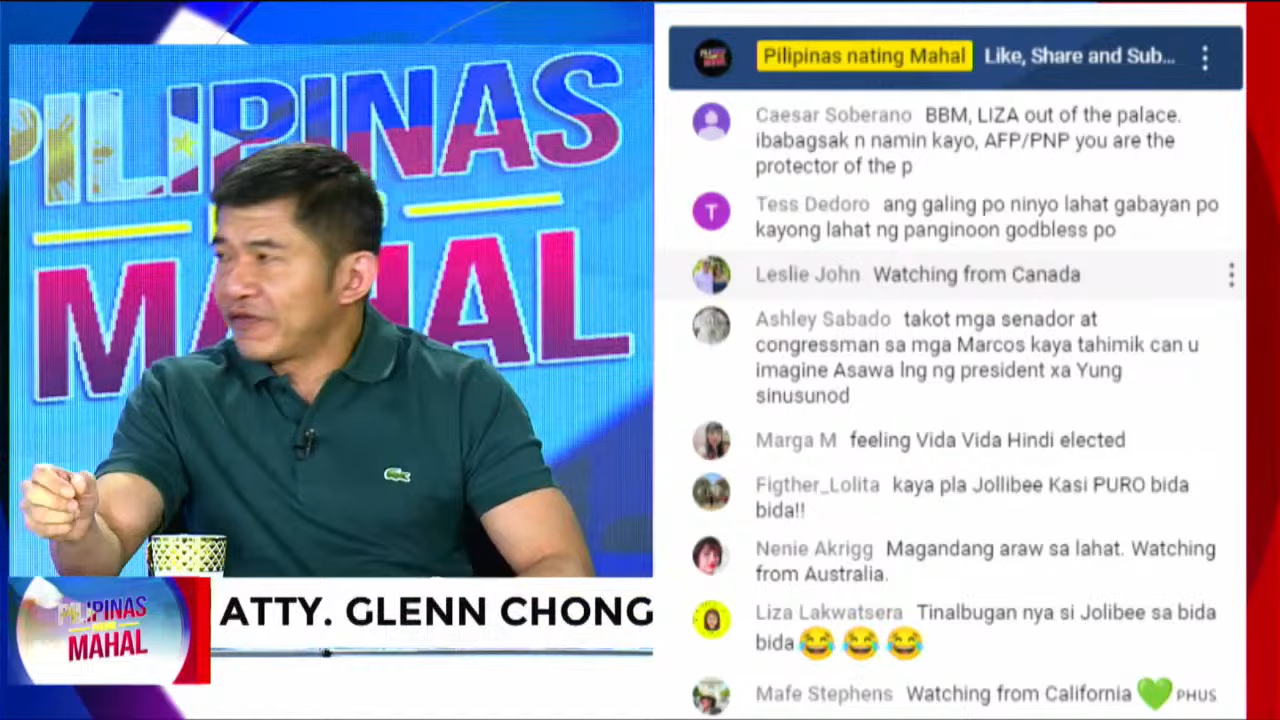 PILIPINAS
MAHAL
PILIPINAS
MAHAL
ATTY. GLENN CHONG
Pilipinas nating Mahal Like, Share and Sub...
Caesar Soberano BBM, LIZA out of the palace.
ibabagsak n namin kayo, AFP/PNP you are the
protector of the p
T
Tess Dedoro ang galing po ninyo lahat gabayan po
kayong lahat ng panginoon godbless po
Leslie John Watching from Canada
Ashley Sabado takot mga senador at
congressman sa mga Marcos kaya tahimik can u
imagine Asawa lng ng president xa Yung
sinusunod
Marga M feeling Vida Vida Hindi elected
Figther_Lolita kaya pla Jollibee Kasi PURO bida
bida!!
Nenie Akrigg Magandang araw sa lahat. Watching
from Australia.
Liza Lakwatsera Tinalbugan nya si Jolibee sa bida
bida 😂 😂 😂
Mafe Stephens Watching from California 💚 PHUS